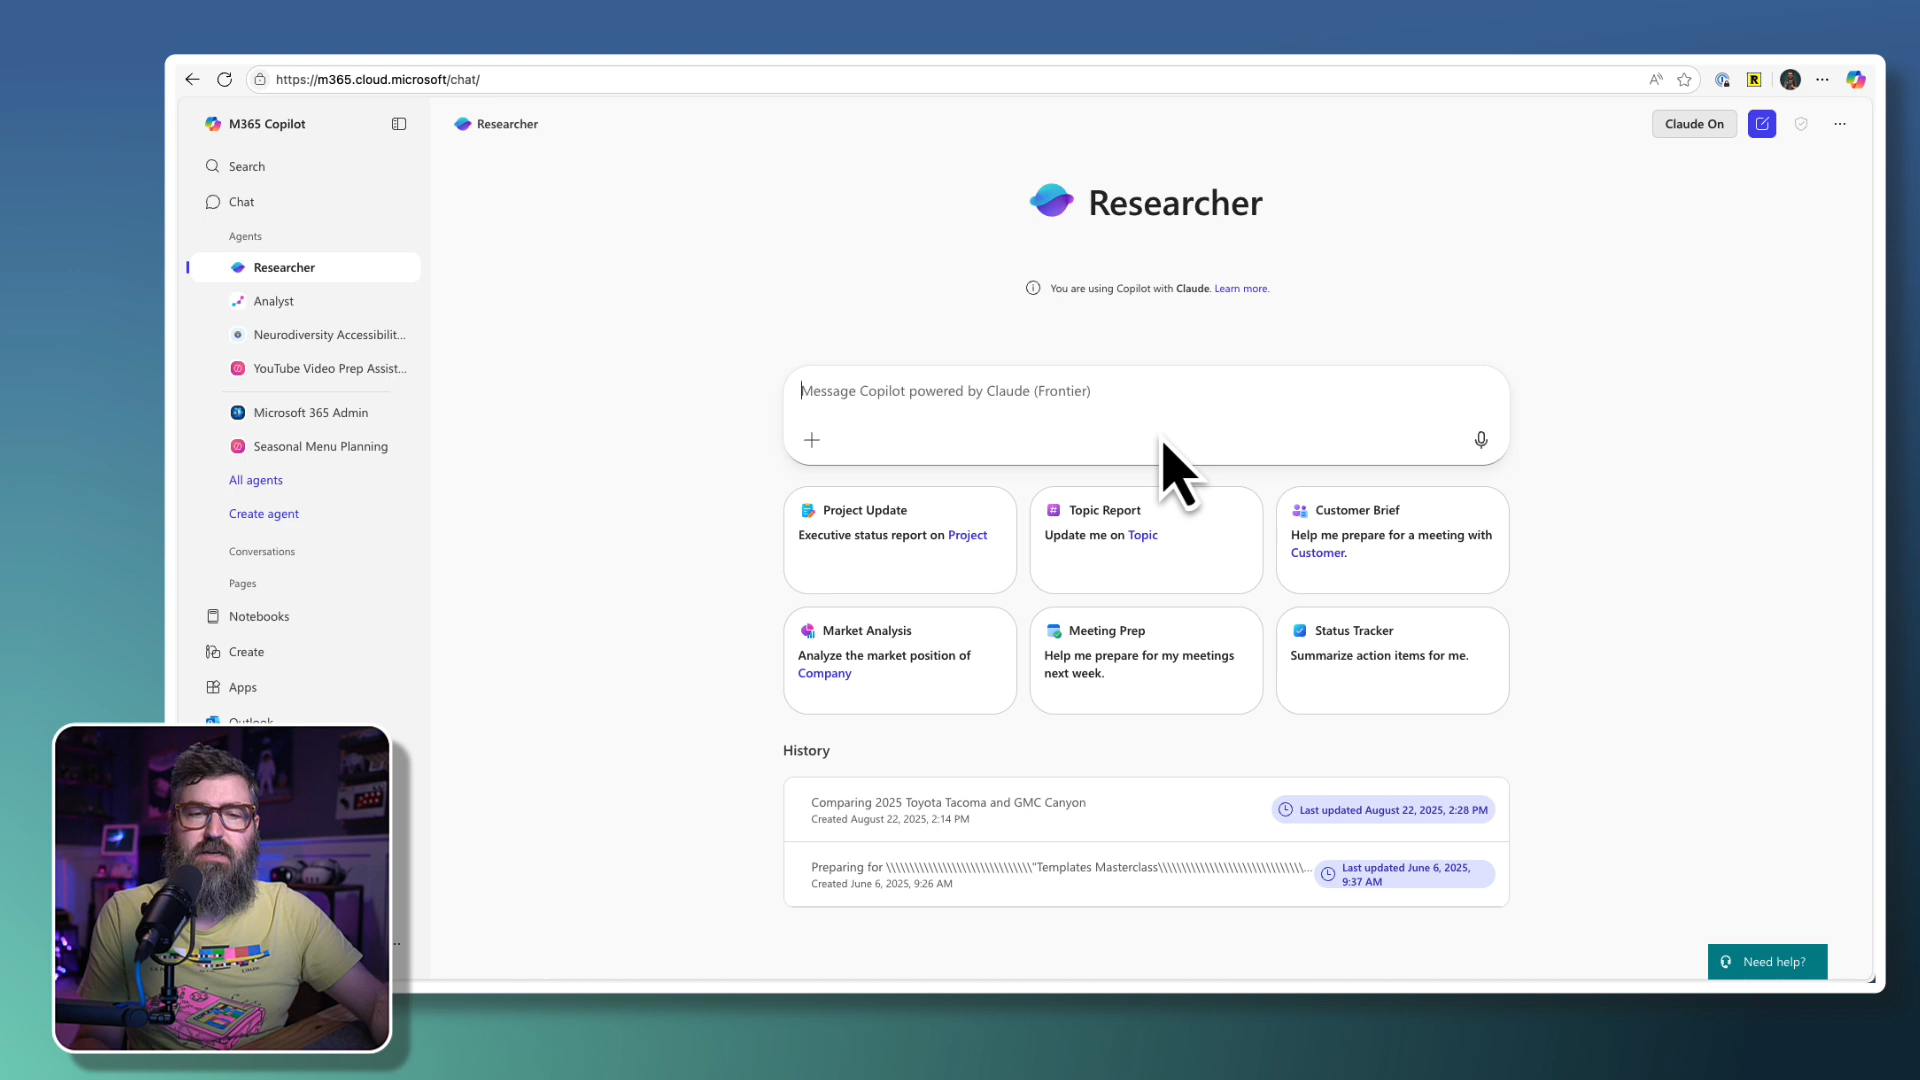 https://m365.cloud.microsoft/chat/
M365 Copilot
Search
Chat
Agents
Researcher
Analyst
Neurodiversity Accessibilit...
YouTube Video Prep Assist...
Microsoft 365 Admin
Seasonal Menu Planning
All agents
Create agent
Conversations
Pages
Notebooks
Create
Apps
Outlook
Researcher
Claude On
Researcher
You are using Copilot with Claude. Learn more.
Message Copilot powered by Claude (Frontier)
Project Update
Executive status report on Project
Topic Report
Update me on Topic
Customer Brief
Help me prepare for a meeting with
Customer.
Market Analysis
Analyze the market position of
Company
Meeting Prep
Help me prepare for my meetings
next week.
Status Tracker
Summarize action items for me.
History
Comparing 2025 Toyota Tacoma and GMC Canyon
Created August 22, 2025, 2:14 PM
Last updated August 22, 2025, 2:28 PM
Preparing for \\\\\\\\\\\\\\\\\\\\\\\\\\\\\\\"Templates Masterclass\\\\\\\\\\\\\\\\\\\\\\\\\\\\\\\...
Created June 6, 2025, 9:26 AM
Last updated June 6, 2025,
9:37 AM
Need help?